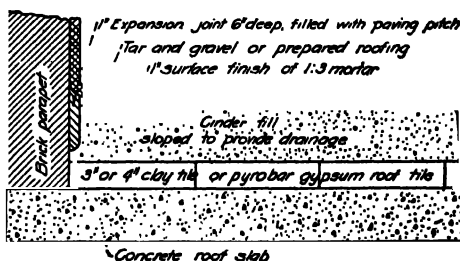 1" Expansion joint 6" deep, filled with paving pitch
Tar and gravel or prepared roofing
1" surface finish of 1:3 mortar
Brick parapet
Cinder fill
sloped to provide drainage
3" or 4" clay tile or pyrobar gypsum roof tile
Concrete roof slab